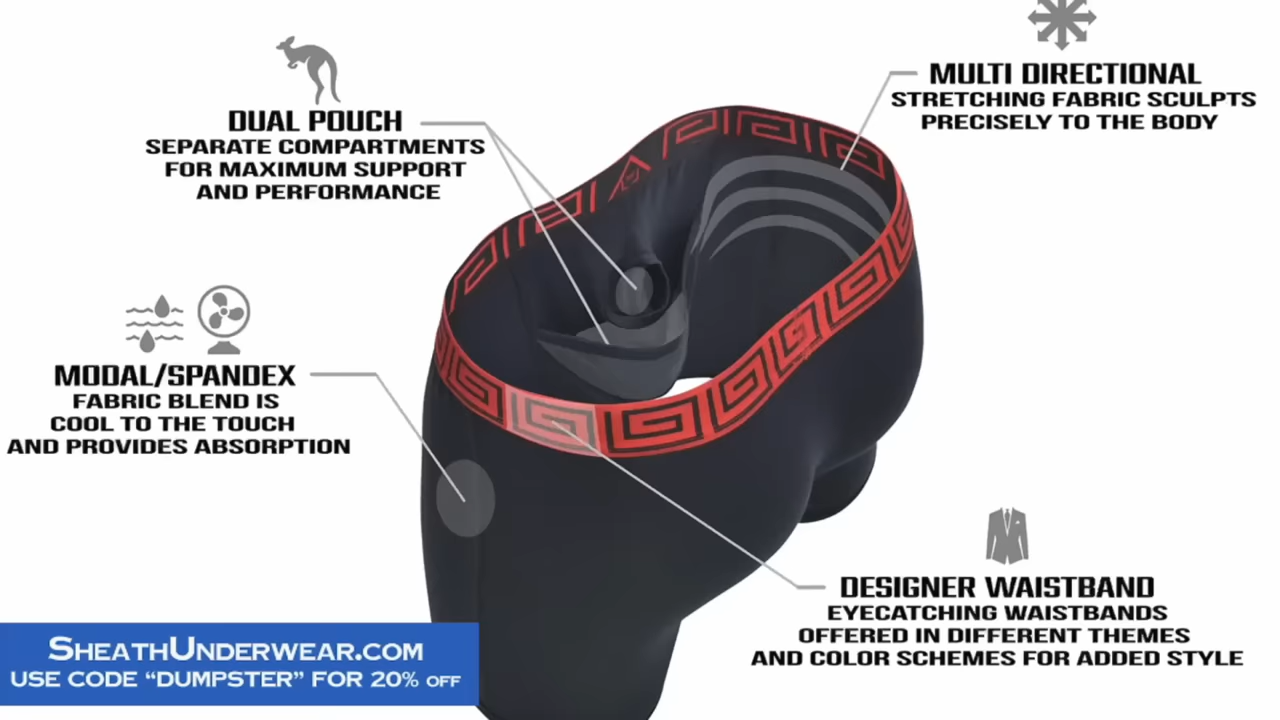 DUAL POUCH
SEPARATE COMPARTMENTS
FOR MAXIMUM SUPPORT
AND PERFORMANCE
MULTI DIRECTIONAL
STRETCHING FABRIC SCULPTS
PRECISELY TO THE BODY
MODAL/SPANDEX
FABRIC BLEND IS
COOL TO THE TOUCH
AND PROVIDES ABSORPTION
DESIGNER WAISTBAND
EYECATCHING WAISTBANDS
OFFERED IN DIFFERENT THEMES
AND COLOR SCHEMES FOR ADDED STYLE
SHEATHUNDERWEAR.COM
USE CODE “DUMPSTER” FOR 20% OFF